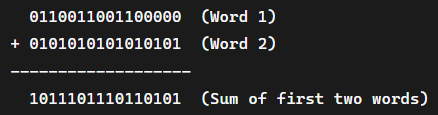 0110011001100000 (Word 1)
+ 0101010101010101 (Word 2)
-------------------
1011101110110101 (Sum of first two words)